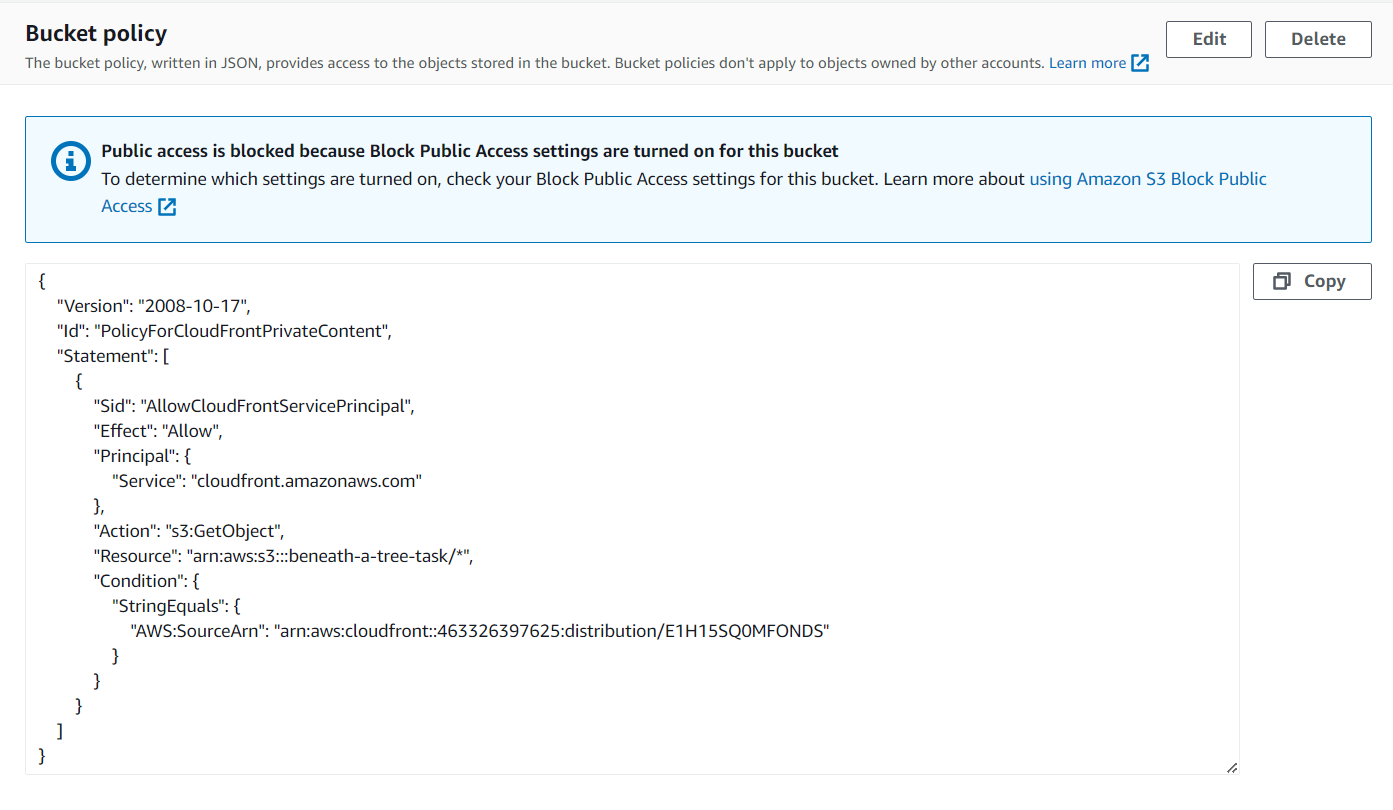 Bucket policy
Edit
Delete
The bucket policy, written in JSON, provides access to the objects stored in the bucket. Bucket policies don't apply to objects owned by other accounts. Learn more
Public access is blocked because Block Public Access settings are turned on for this bucket
To determine which settings are turned on, check your Block Public Access settings for this bucket. Learn more about using Amazon S3 Block Public
Access
Copy
{
"Version": "2008-10-17",
"Id": "PolicyForCloudFrontPrivateContent",
"Statement": [
{
"Sid": "AllowCloudFrontServicePrincipal",
"Effect": "Allow",
"Principal": {
"Service": "cloudfront.amazonaws.com"
},
"Action": "s3:GetObject",
"Resource": "arn:aws:s3:::beneath-a-tree-task/*",
"Condition": {
"StringEquals": {
"AWS:SourceArn": "arn:aws:cloudfront::463326397625:distribution/E1H15SQ0MFONDS"
}
}
}
]
}